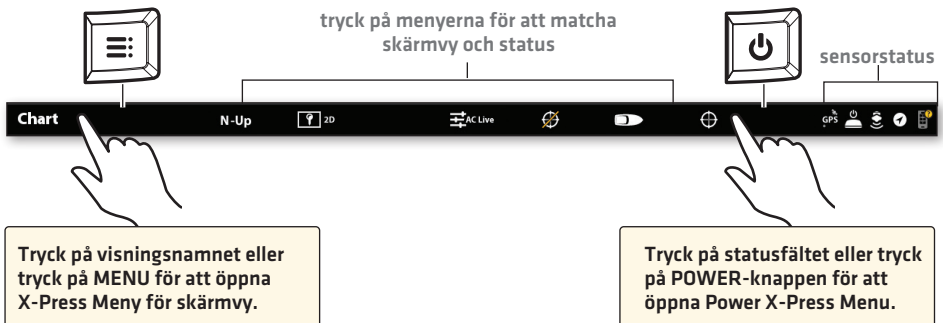 tryck på menyerna för att matcha
skärmvy och status
sensorstatus
Chart N-Up 2D AC Live GPS
Tryck på visningsnamnet eller
tryck på MENU för att öppna
X-Press Meny för skärmvy.
Tryck på statusfältet eller tryck
på POWER-knappen för att
öppna Power X-Press Menu.